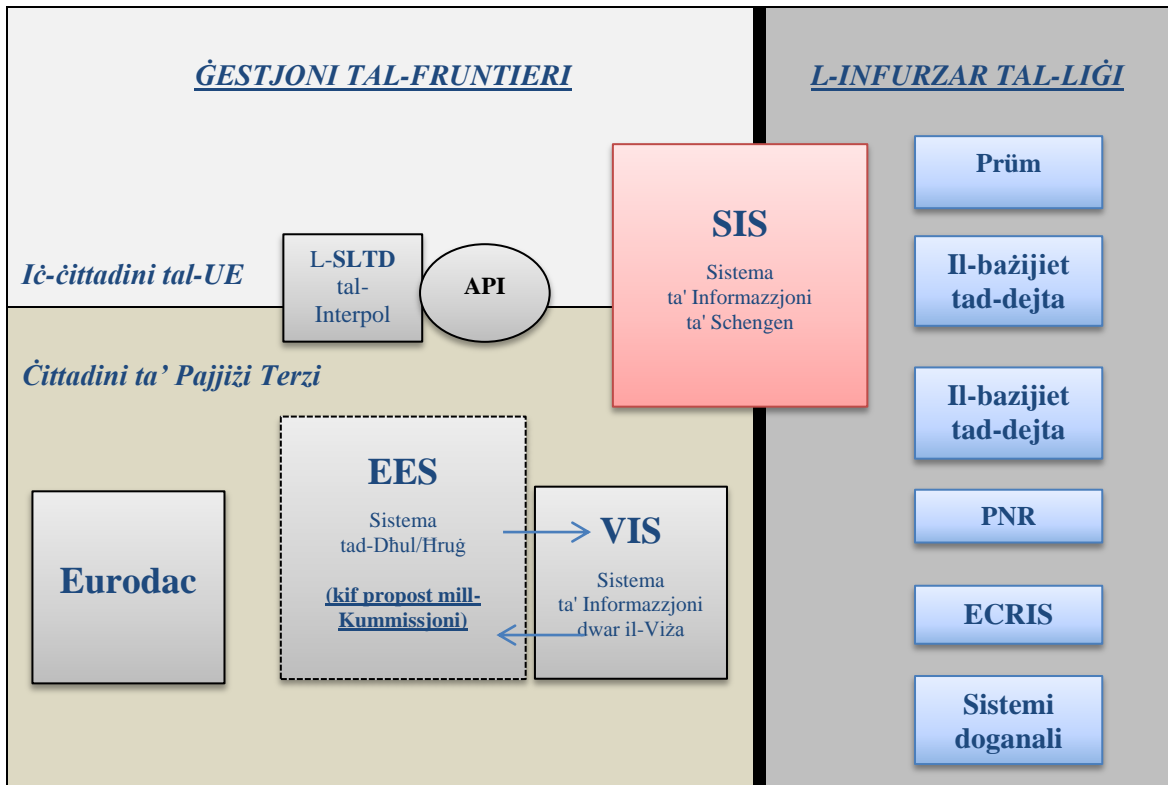 ĠESTJONI TAL-FRUNTIERI
L-INFURZAR TAL-LIĠI
Iċ-ċittadini tal-UE
L-SLTD
tal-
Interpol
API
SIS
Sistema
ta' Informazzjoni
ta' Schengen
Ċittadini ta’ Pajjiżi Terzi
Eurodac
EES
Sistema
tad-Dħul/Ħruġ
(kif propost mill-
Kummissjoni)
VIS
Sistema
ta' Informazzjoni
dwar il-Viża
Prüm
Il-bażijiet
tad-dejta
Il-bazijiet
tad-dejta
PNR
ECRIS
Sistemi
doganali